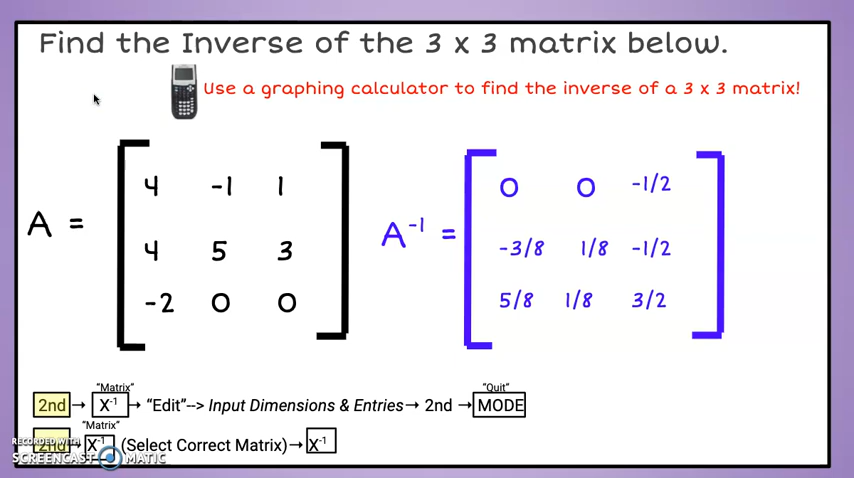 Find the Inverse of the 3 x 3 matrix below.
Use a graphing calculator to find the inverse of a 3 x 3 matrix!
A = [ 4 -1 1
4 5 3
-2 0 0 ]
A⁻¹ = [ 0 0 -1/2
-3/8 1/8 -1/2
5/8 1/8 3/2 ]
"Matrix" "Quit"
2nd → X⁻¹ → "Edit"--> Input Dimensions & Entries → 2nd → MODE
"Matrix"
2nd → X⁻¹ (Select Correct Matrix) → X⁻¹
RECORDED WITH
SCREENCAST MATIC